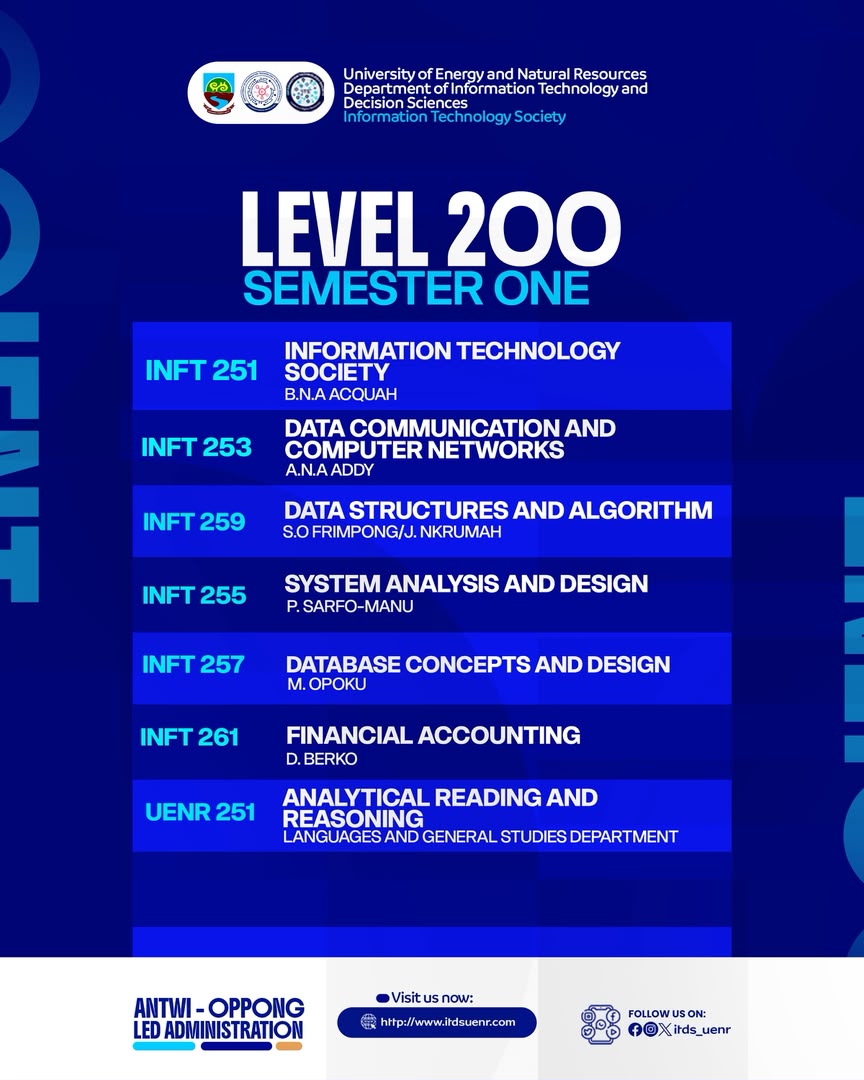 University of Energy and Natural Resources
Department of Information Technology and
Decision Sciences
Information Technology Society
LEVEL 200
SEMESTER ONE
INFT 251
INFORMATION TECHNOLOGY
SOCIETY
B.N.A ACQUAH
INFT 253
DATA COMMUNICATION AND
COMPUTER NETWORKS
A.N.A ADDY
INFT 259
DATA STRUCTURES AND ALGORITHM
S.O FRIMPONG/J. NKRUMAH
INFT 255
SYSTEM ANALYSIS AND DESIGN
P. SARFO-MANU
INFT 257
DATABASE CONCEPTS AND DESIGN
M. OPOKU
INFT 261
FINANCIAL ACCOUNTING
D. BERKO
UENR 251
ANALYTICAL READING AND
REASONING
LANGUAGES AND GENERAL STUDIES DEPARTMENT
ANTWI - OPPONG
LED ADMINISTRATION
Visit us now:
http://www.itdsuenr.com
FOLLOW US ON:
itds_uenr